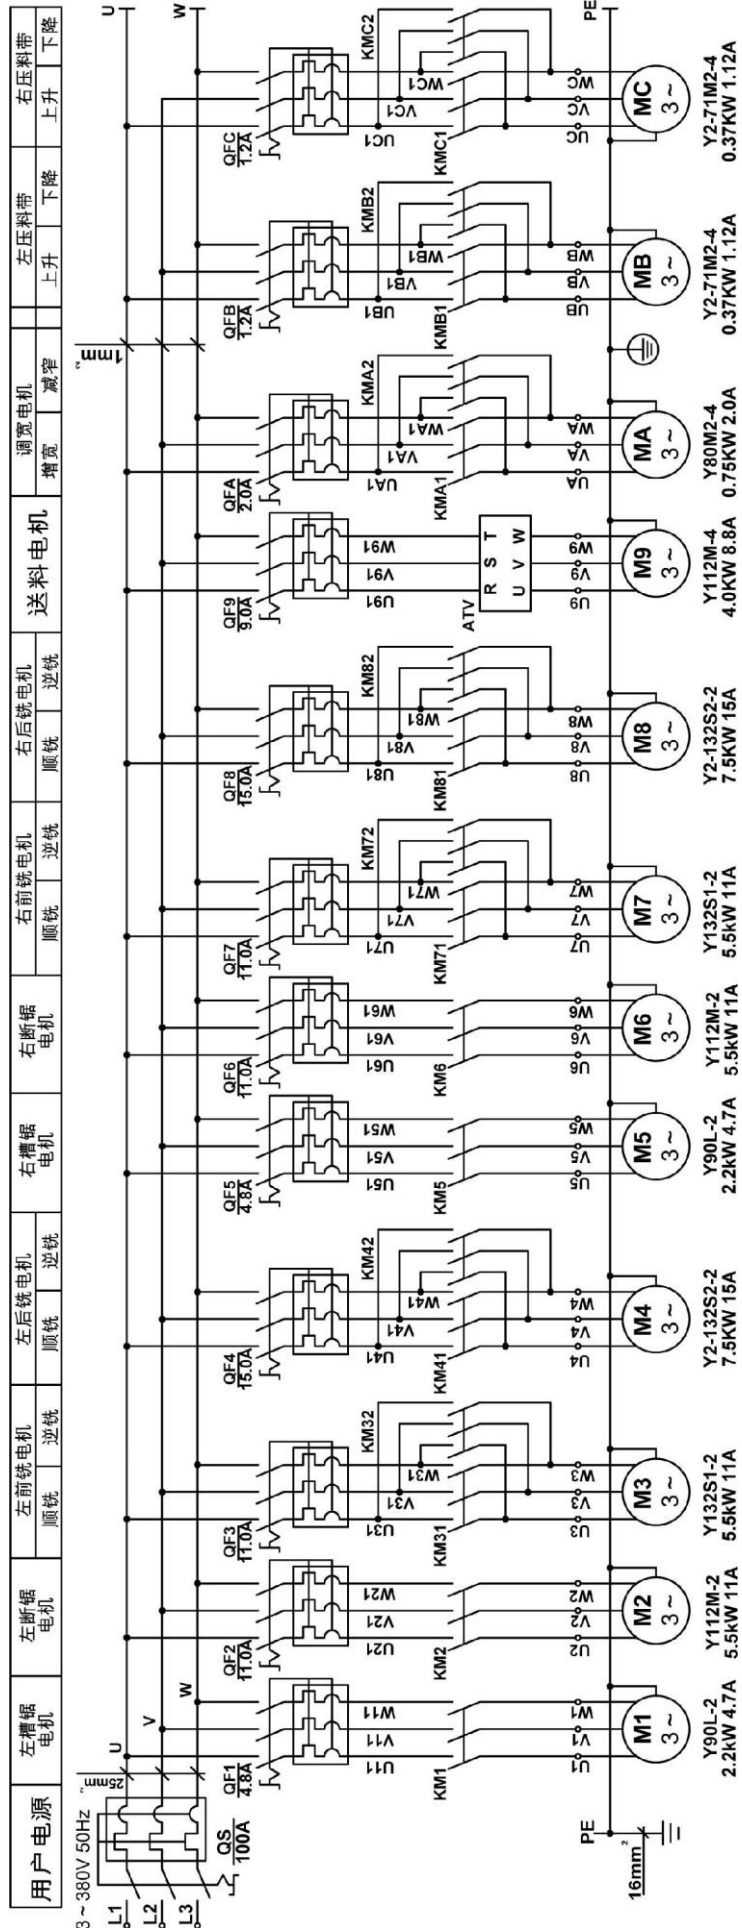 用户电源
左槽锯
电机
左断锯
电机
左前铣电机
顺铣
逆铣
左后铣电机
顺铣
逆铣
右槽锯
电机
右断锯
电机
右前铣电机
顺铣
逆铣
右后铣电机
顺铣
逆铣
送料电机
调宽电机
增宽
减窄
左压料带
上升
下降
右压料带
上升
下降
3~380V 50Hz
L1
L2
L3
QS
100A
25mm²
U
V
W
1mm²
U
W
QF1
4.8A
QF2
11.0A
QF3
11.0A
QF4
15.0A
QF5
4.8A
QF6
11.0A
QF7
11.0A
QF8
15.0A
QF9
9.0A
QFA
2.0A
QFB
1.2A
QFC
1.2A
U11
V11
W11
U21
V21
W21
U31
V31
W31
U41
V41
W41
U51
V51
W51
U61
V61
W61
U71
V71
W71
U81
V81
W81
U91
V91
W91
UA1
VA1
WA1
UB1
VB1
WB1
UC1
VC1
WC1
KM1
KM2
KM31
KM32
KM41
KM42
KM5
KM6
KM71
KM72
KM81
KM82
ATV
R S T
U V W
KMA1
KMA2
KMB1
KMB2
KMC1
KMC2
U1
V1
W1
U2
V2
W2
U3
V3
W3
U4
V4
W4
U5
V5
W5
U6
V6
W6
U7
V7
W7
U8
V8
W8
U9
V9
W9
UA
VA
WA
UB
VB
WB
UC
VC
WC
PE
16mm²
PE
M1
3~
M2
3~
M3
3~
M4
3~
M5
3~
M6
3~
M7
3~
M8
3~
M9
3~
MA
3~
MB
3~
MC
3~
Y90L-2
2.2kW 4.7A
Y112M-2
5.5kW 11A
Y132S1-2
5.5kW 11A
Y2-132S2-2
7.5KW 15A
Y90L-2
2.2kW 4.7A
Y112M-2
5.5kW 11A
Y132S1-2
5.5kW 11A
Y2-132S2-2
7.5KW 15A
Y112M-4
4.0KW 8.8A
Y80M2-4
0.75KW 2.0A
Y2-71M2-4
0.37KW 1.12A
Y2-71M2-4
0.37KW 1.12A